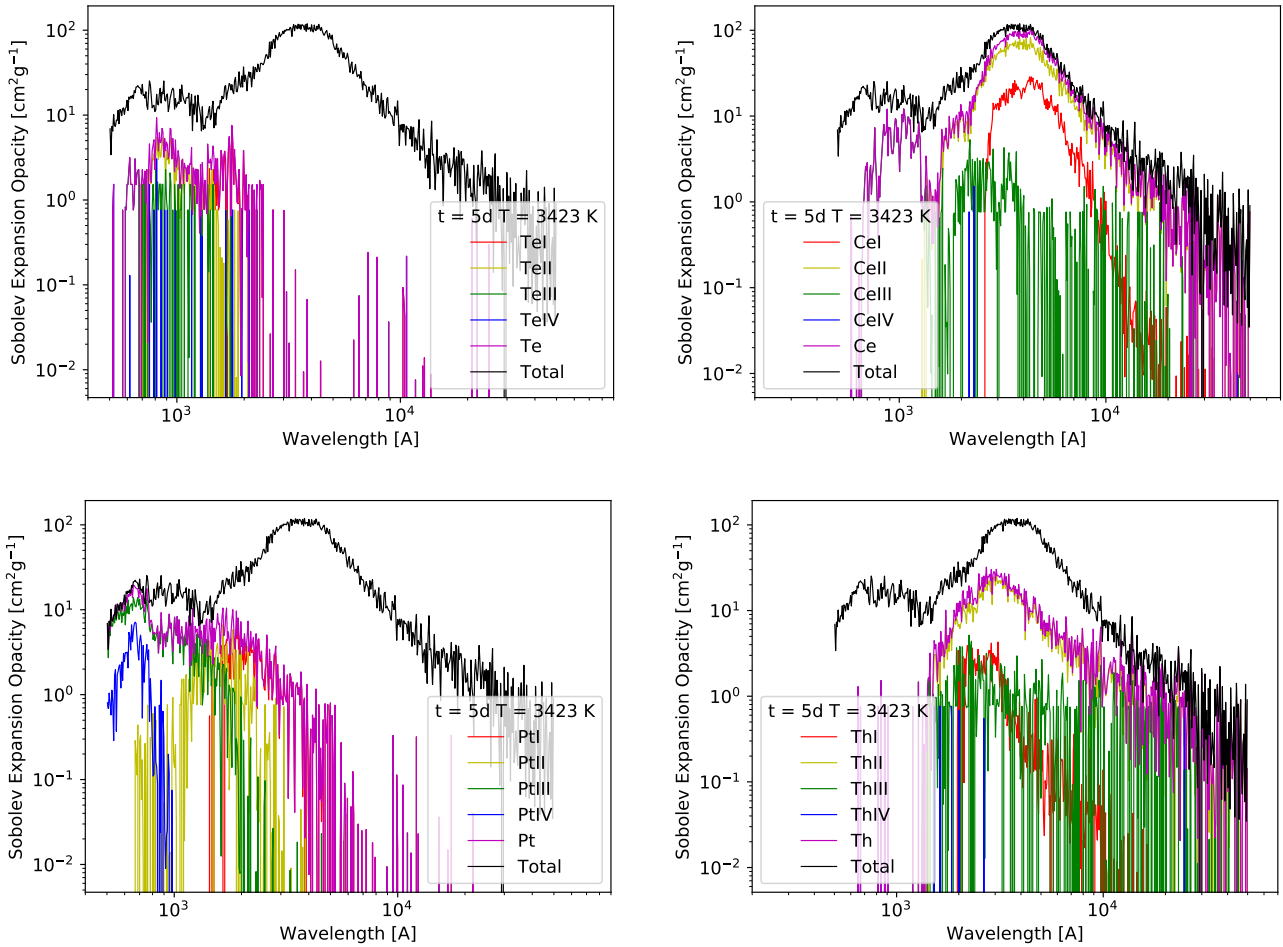 Sobolev Expansion Opacity [cm²g⁻¹]
10²
10¹
10⁰
10⁻¹
10⁻²
t = 5d T = 3423 K
TeI
TeII
TeIII
TeIV
Te
Total
10³
10⁴
Wavelength [A]
Sobolev Expansion Opacity [cm²g⁻¹]
10²
10¹
10⁰
10⁻¹
10⁻²
t = 5d T = 3423 K
CeI
CeII
CeIII
CeIV
Ce
Total
10³
10⁴
Wavelength [A]
Sobolev Expansion Opacity [cm²g⁻¹]
10²
10¹
10⁰
10⁻¹
10⁻²
t = 5d T = 3423 K
PtI
PtII
PtIII
PtIV
Pt
Total
10³
10⁴
Wavelength [A]
Sobolev Expansion Opacity [cm²g⁻¹]
10²
10¹
10⁰
10⁻¹
10⁻²
t = 5d T = 3423 K
ThI
ThII
ThIII
ThIV
Th
Total
10³
10⁴
Wavelength [A]